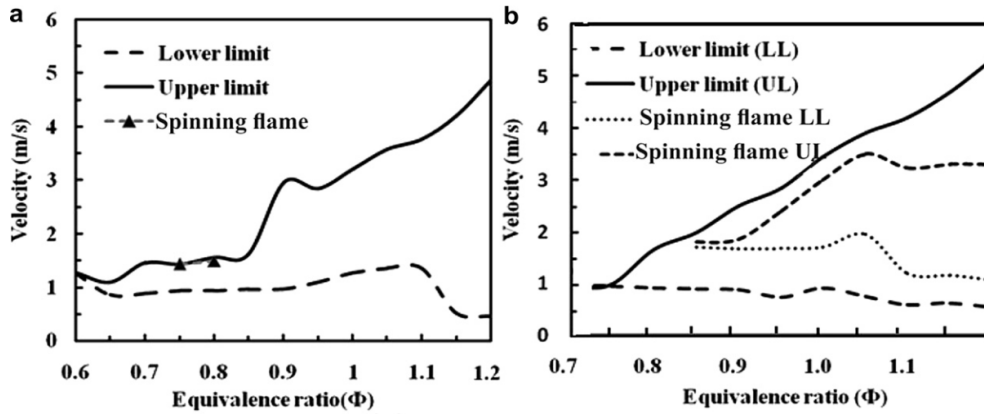 a
6
5
4
3
2
1
0
Velocity (m/s)
Lower limit
Upper limit
Spinning flame
0.6 0.7 0.8 0.9 1 1.1 1.2
Equivalence ratio(Φ)
b
6
5
4
3
2
1
0
Velocity (m/s)
Lower limit (LL)
Upper limit (UL)
Spinning flame LL
Spinning flame UL
0.7 0.8 0.9 1.0 1.1
Equivalence ratio (Φ)